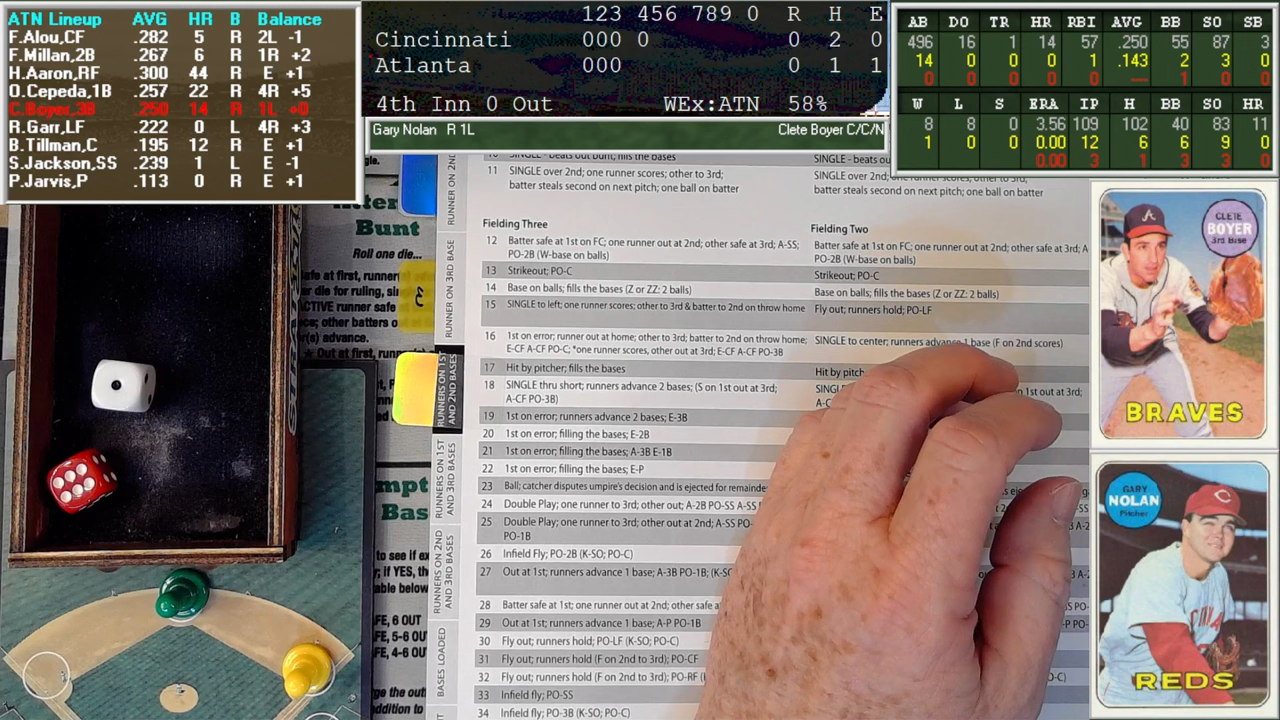 ATN Lineup AVG HR B Balance
F.Alou,CF .282 5 R 2L -1
F.Millan,2B .267 6 R 1R +2
H.Aaron,RF .300 44 R E +1
O.Cepeda,1B .257 22 R 4R +5
C.Boyer,3B .250 14 R 1L +0
R.Garr,LF .222 0 L 4R +3
B.Tillman,C .195 12 R E +1
S.Jackson,SS .239 1 L E -1
P.Jarvis,P .113 0 R E +1
123 456 789 0 R H E
Cincinnati 000 0 0 2 0
Atlanta 000 0 1 1
4th Inn 0 Out WEx:ATN 58%
Gary Nolan R 1L Clete Boyer C/C/N
AB DO TR HR RBI AVG BB SO SB
496 16 1 14 57 .250 55 87 3
14 0 0 0 1 .143 2 3 0
0 0 0 0 0 — 1 0 0
W L S ERA IP H BB SO HR
8 8 0 3.56 109 102 40 83 11
1 0 0 0.00 12 6 6 9 0
0.00 3 1 3 3 0
Bunt
Roll one die...
RUNNER ON 3RD BASE
RUNNERS ON 1ST AND 2ND BASES
RUNNERS ON 1ST AND 3RD BASES
RUNNERS ON 2ND AND 3RD BASES
BASES LOADED
SINGLE - beats out bunt, fills the bases
11 SINGLE over 2nd; one runner scores; other to 3rd;
batter steals second on next pitch; one ball on batter
SINGLE over 2nd; one runner scores; other to 3rd;
batter steals second on next pitch; one ball on batter
Fielding Three
Fielding Two
12 Batter safe at 1st on FC; one runner out at 2nd; other safe at 3rd; A-SS;
PO-2B (W-base on balls)
Batter safe at 1st on FC; one runner out at 2nd; other safe at 3rd; A
PO-2B (W-base on balls)
13 Strikeout; PO-C
Strikeout; PO-C
14 Base on balls; fills the bases (Z or ZZ: 2 balls)
Base on balls; fills the bases (Z or ZZ: 2 balls)
15 SINGLE to left; one runner scores; other to 3rd & batter to 2nd on throw home
Fly out; runners hold; PO-LF
16 1st on error; runner out at home; other to 3rd; batter to 2nd on throw home;
E-CF A-CF PO-C; *one runner scores, other out at 3rd; E-CF A-CF PO-3B
SINGLE to center; runners advance 1 base (F on 2nd scores)
17 Hit by pitcher; fills the bases
Hit by pitch
18 SINGLE thru short; runners advance 2 bases; (S on 1st out at 3rd;
A-CF PO-3B)
19 1st on error; runners advance 2 bases; E-3B
20 1st on error; filling the bases; E-2B
21 1st on error; filling the bases; A-3B E-1B
22 1st on error; filling the bases; E-P
23 Ball; catcher disputes umpire's decision and is ejected for remainde
24 Double Play; one runner to 3rd; other out; A-2B PO-SS A-SS P
25 Double Play; one runner to 3rd; other out at 2nd; A-SS PO-
PO-1B
26 Infield Fly; PO-2B (K-SO; PO-C)
27 Out at 1st; runners advance 1 base; A-3B PO-1B; (K-S
28 Batter safe at 1st; one runner out at 2nd; other safe a
29 Out at 1st; runners advance 1 base; A-P PO-1B
30 Fly out; runners hold; PO-LF (K-SO; PO-C)
31 Fly out; runners hold (F on 2nd to 3rd); PO-CF
32 Fly out; runners hold (F on 2nd to 3rd); PO-RF (
33 Infield fly; PO-SS
34 Infield fly; PO-3B (K-SO; PO-C)
CLETE
BOYER
3rd Base
A
BRAVES
GARY
NOLAN
Pitcher
REDS